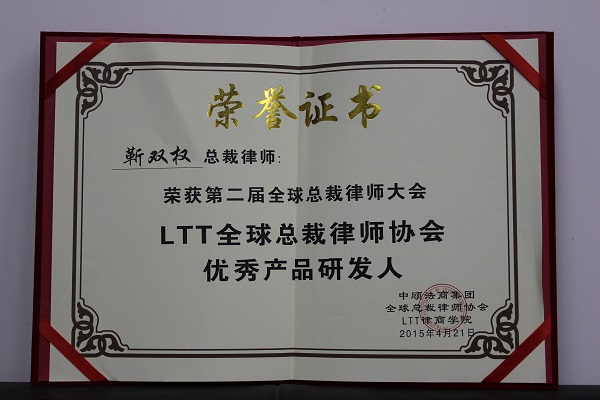 荣誉证书
靳双权 总裁律师:
荣获第二届全球总裁律师大会
LTT全球总裁律师协会
优秀产品研发人
中颐法商集团
全球总裁律师协会
LTT律商学院
2015年4月21日